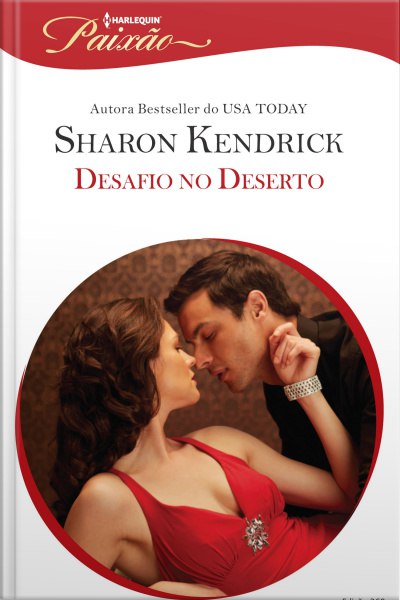 HARLEQUIN
Paixão
Autora Bestseller do USA TODAY
SHARON KENDRICK
DESAFIO NO DESERTO